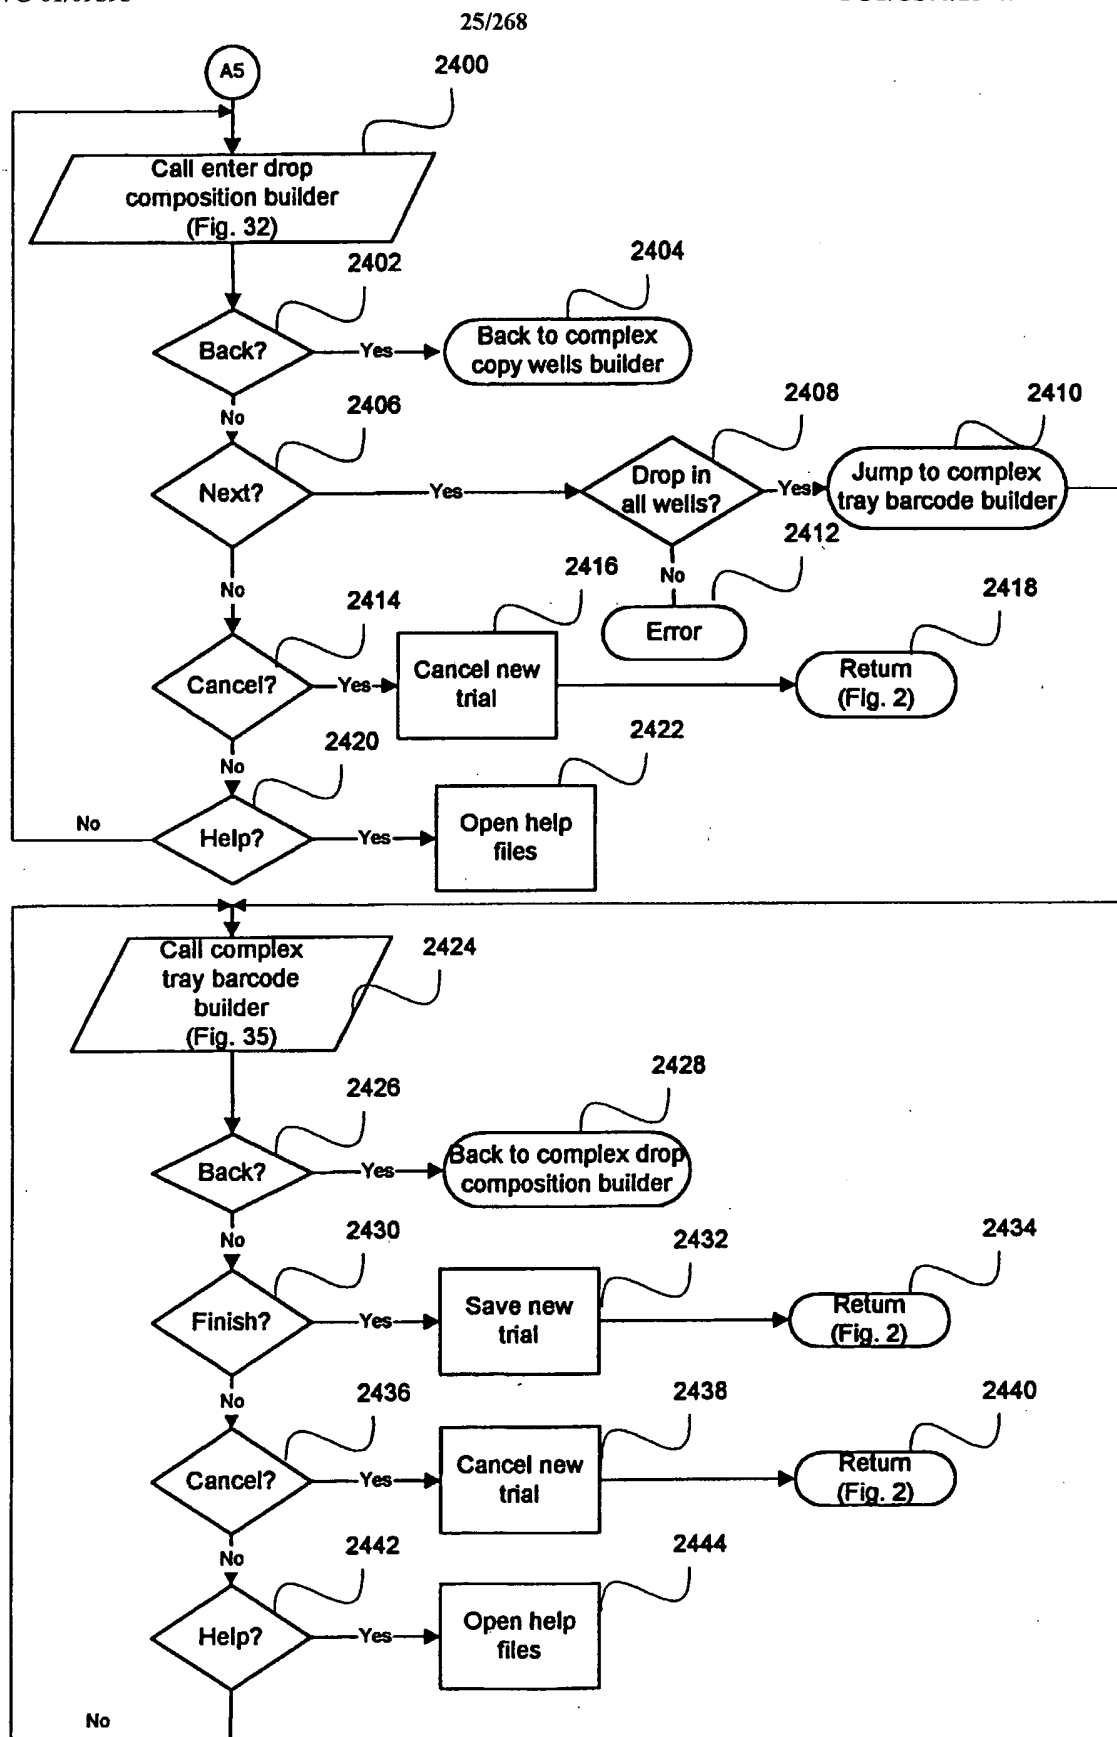 25/268
A5
2400
Call enter drop
composition builder
(Fig. 32)
2402
2404
Back?
Yes
Back to complex
copy wells builder
No
2406
2408
2410
Next?
Yes
Drop in
all wells?
Yes
Jump to complex
tray barcode builder
No
2412
Error
No
2414
2416
2418
Cancel?
Yes
Cancel new
trial
Return
(Fig. 2)
No
2420
2422
No
Help?
Yes
Open help
files
Call complex
tray barcode
builder
(Fig. 35)
2424
2426
2428
Back?
Yes
Back to complex drop
composition builder
No
2430
2432
2434
Finish?
Yes
Save new
trial
Return
(Fig. 2)
No
2436
2438
2440
Cancel?
Yes
Cancel new
trial
Return
(Fig. 2)
No
2442
2444
Help?
Yes
Open help
files
No